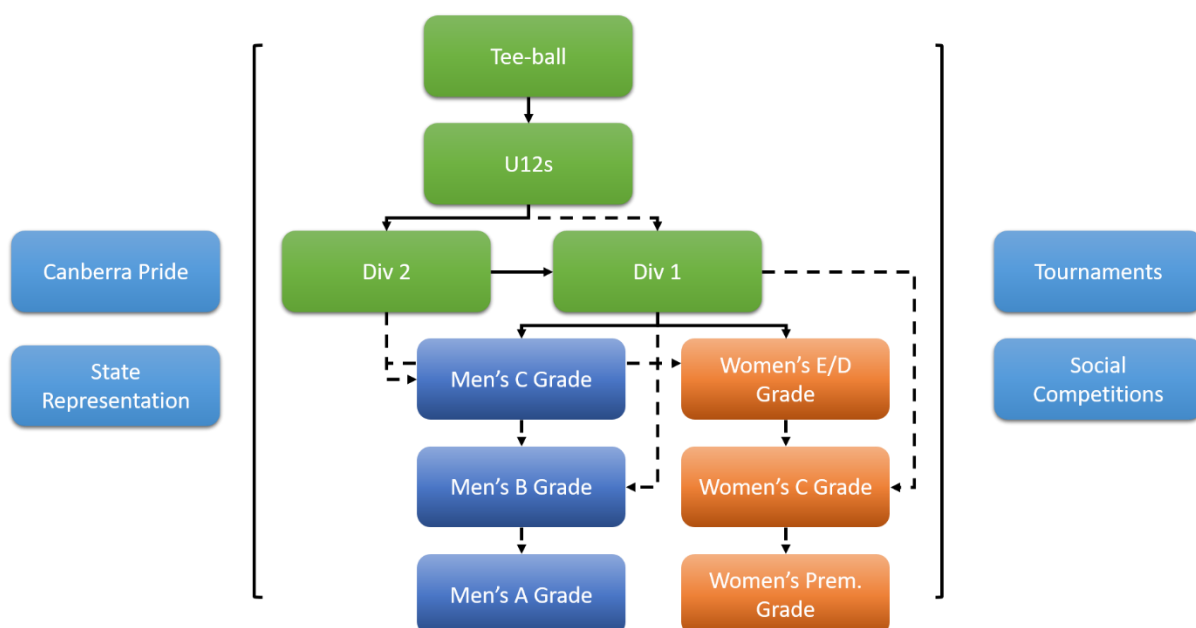 Tee-ball
U12s
Canberra Pride
Div 2
Div 1
Tournaments
State
Representation
Men’s C Grade
Women’s E/D
Grade
Social
Competitions
Men’s B Grade
Women’s C Grade
Men’s A Grade
Women’s Prem.
Grade